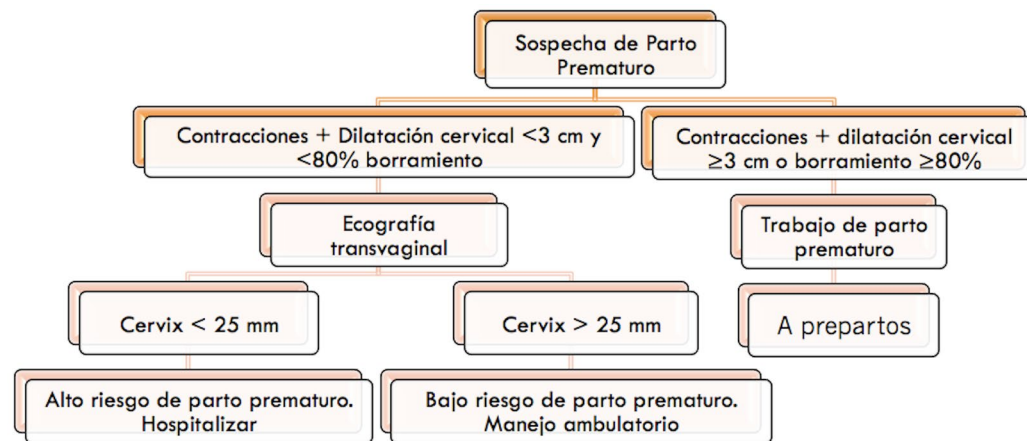 Sospecha de Parto
Prematuro
Contracciones + Dilatación cervical <3 cm y
<80% borramiento
Contracciones + dilatación cervical
≥3 cm o borramiento ≥80%
Ecografía
transvaginal
Trabajo de parto
prematuro
Cervix < 25 mm
Cervix > 25 mm
A prepartos
Alto riesgo de parto prematuro.
Hospitalizar
Bajo riesgo de parto prematuro.
Manejo ambulatorio